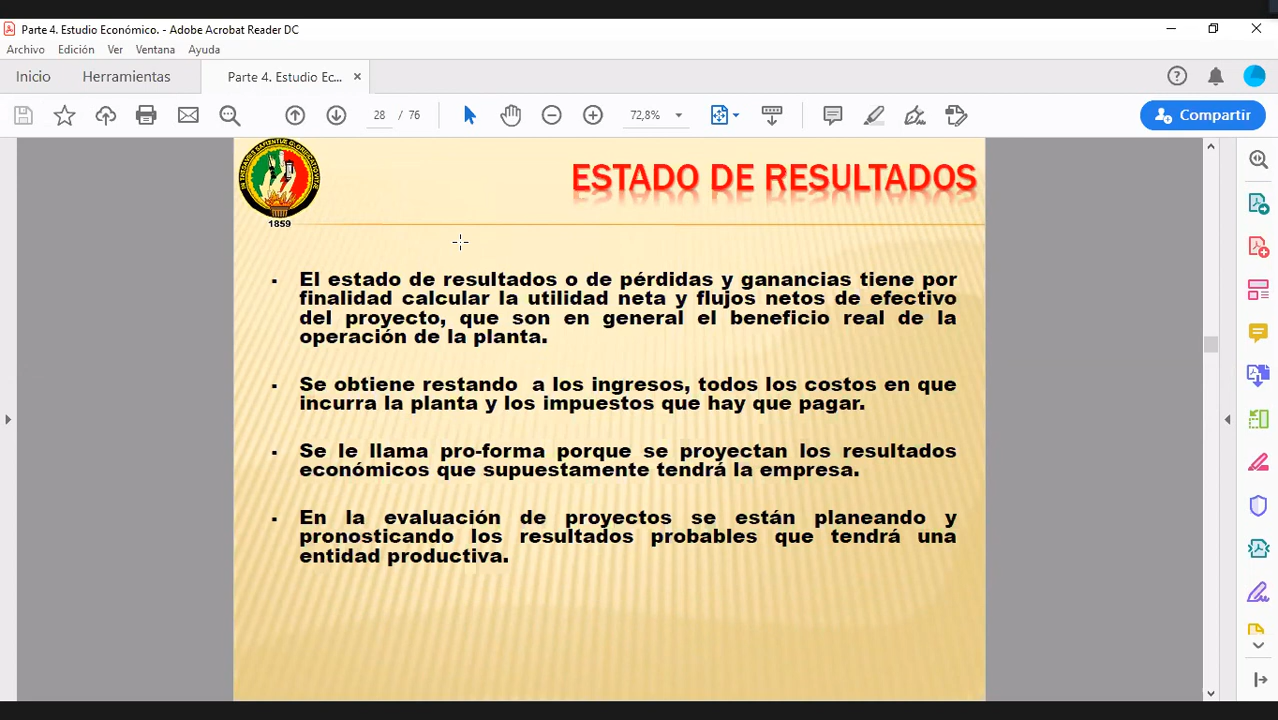 Parte 4. Estudio Económico. - Adobe Acrobat Reader DC
Archivo Edición Ver Ventana Ayuda
Inicio Herramientas Parte 4. Estudio Ec... ×
28 / 76 72,8% Compartir
ESTADO DE RESULTADOS
1859
▪ El estado de resultados o de pérdidas y ganancias tiene por
finalidad calcular la utilidad neta y flujos netos de efectivo
del proyecto, que son en general el beneficio real de la
operación de la planta.
▪ Se obtiene restando a los ingresos, todos los costos en que
incurra la planta y los impuestos que hay que pagar.
▪ Se le llama pro-forma porque se proyectan los resultados
económicos que supuestamente tendrá la empresa.
▪ En la evaluación de proyectos se están planeando y
pronosticando los resultados probables que tendrá una
entidad productiva.